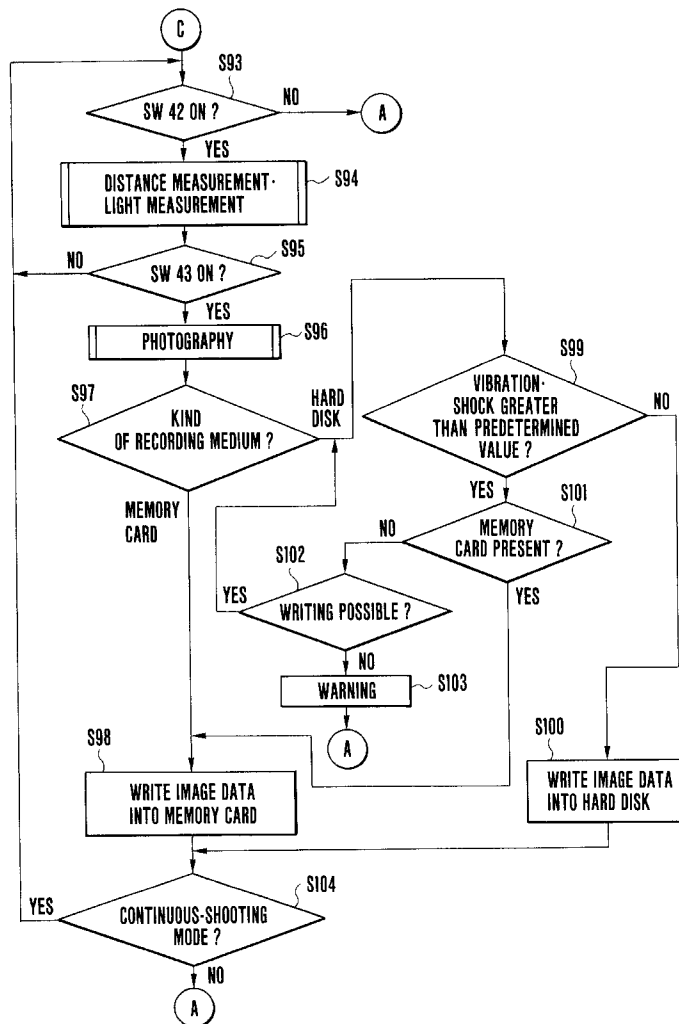 C
S93
SW 42 ON ?
NO
A
YES
S94
DISTANCE MEASUREMENT·
LIGHT MEASUREMENT
S95
NO
SW 43 ON ?
YES
S96
PHOTOGRAPHY
S97
KIND
OF RECORDING MEDIUM ?
HARD
DISK
MEMORY
CARD
S99
VIBRATION·
SHOCK GREATER
THAN PREDETERMINED
VALUE ?
NO
YES
S101
MEMORY
CARD PRESENT ?
NO
YES
S102
WRITING POSSIBLE ?
YES
NO
WARNING
S103
A
S98
WRITE IMAGE DATA
INTO MEMORY CARD
S100
WRITE IMAGE DATA
INTO HARD DISK
S104
CONTINUOUS-SHOOTING
MODE ?
YES
NO
A